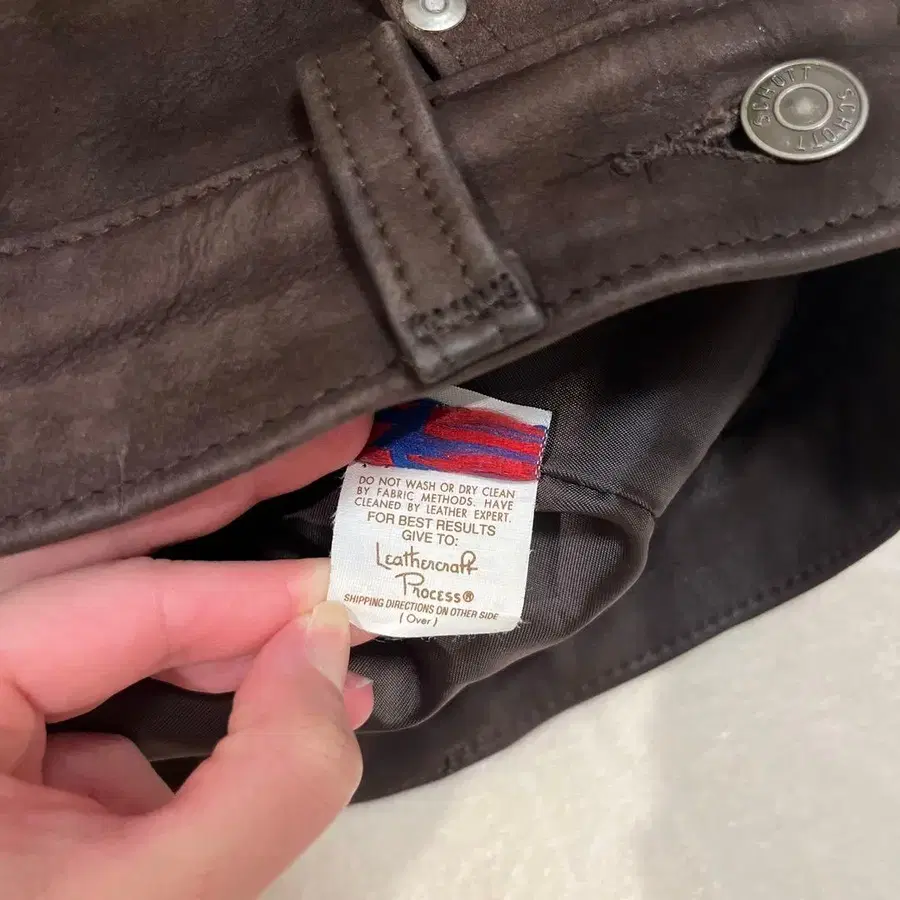 SCHOTT SCHOTT
DO NOT WASH OR DRY CLEAN
BY FABRIC METHODS. HAVE
CLEANED BY LEATHER EXPERT.
FOR BEST RESULTS
GIVE TO:
Leathercraft
Process®
SHIPPING DIRECTIONS ON OTHER SIDE
(Over)